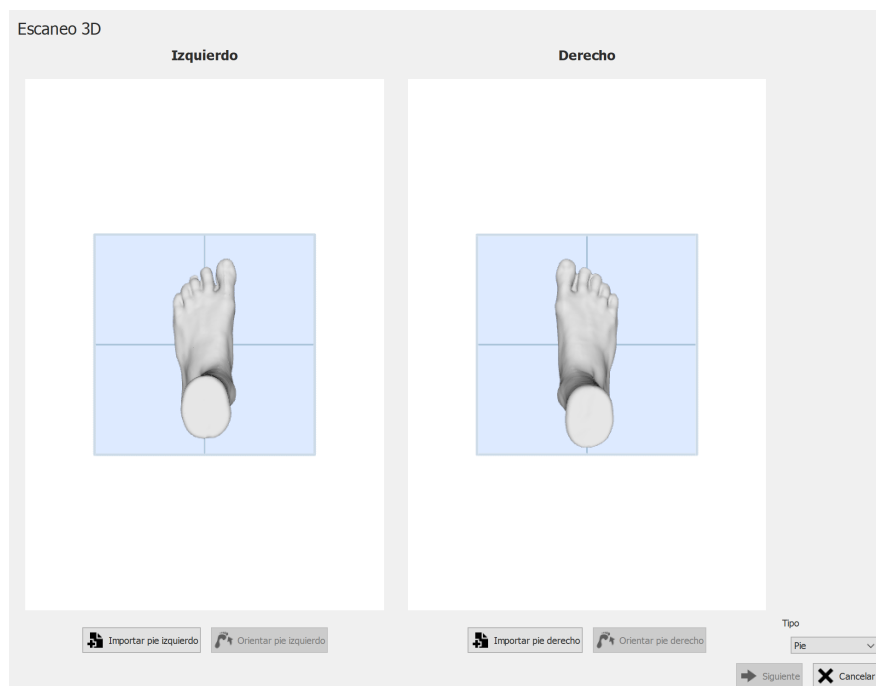 Escaneo 3D
Izquierdo
Derecho
Importar pie izquierdo
Orientar pie izquierdo
Importar pie derecho
Orientar pie derecho
Tipo
Pie
Siguiente
Cancelar